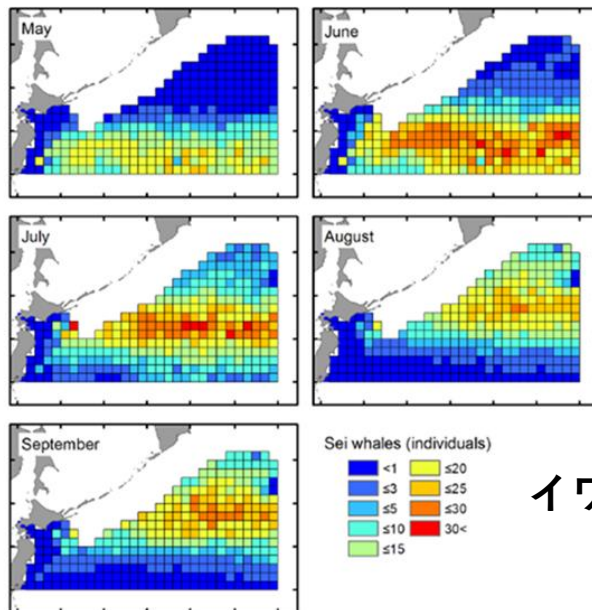 May
June
July
August
September
Sei whales (individuals)
<1
≤3
≤5
≤10
≤15
≤20
≤25
≤30
30<
イワ